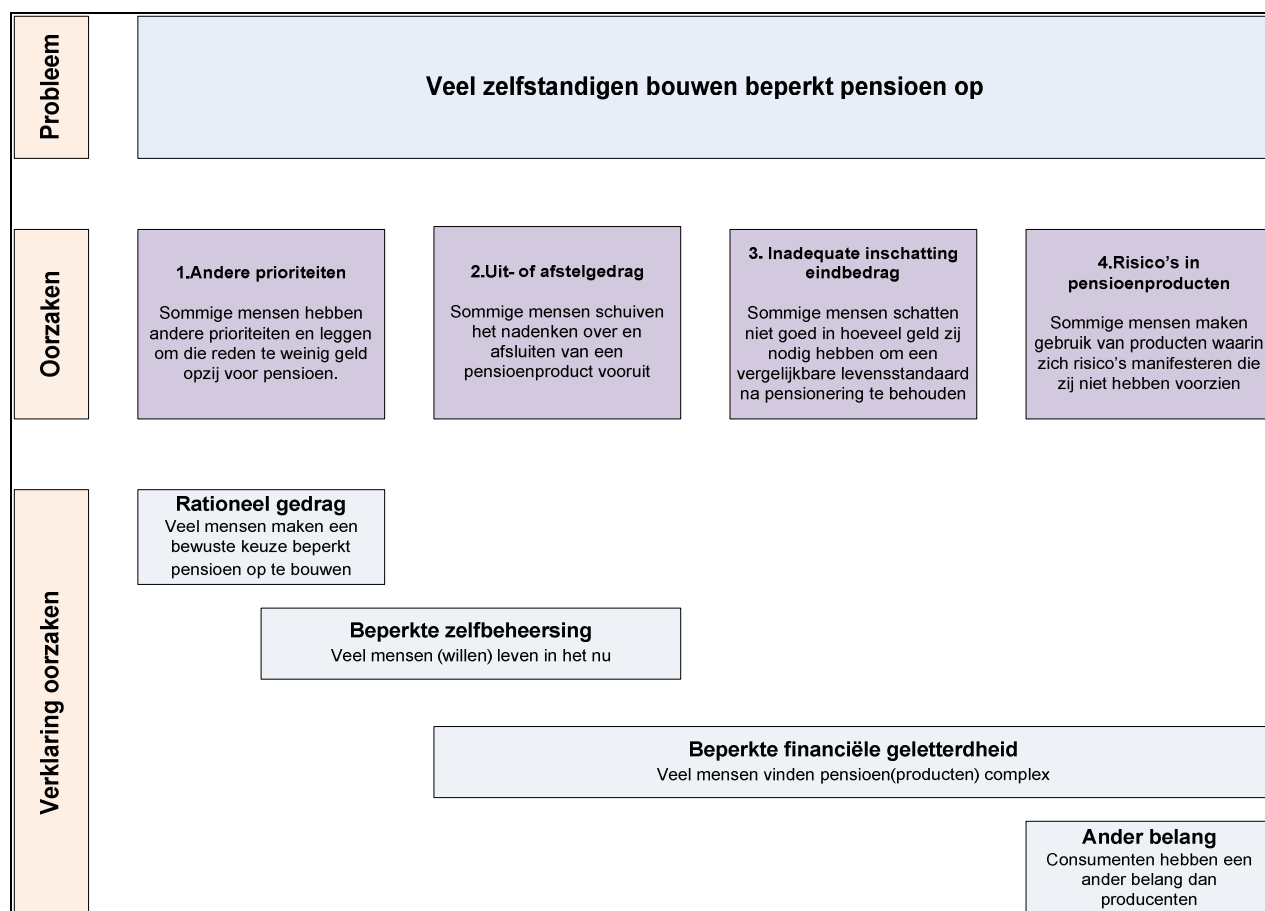 Probleem
Veel zelfstandigen bouwen beperkt pensioen op
Oorzaken
1.Andere prioriteiten
Sommige mensen hebben
andere prioriteiten en leggen
om die reden te weinig geld
opzij voor pensioen.
2.Uit- of afstelgedrag
Sommige mensen schuiven
het nadenken over en
afsluiten van een
pensioenproduct vooruit
3. Inadequate inschatting
eindbedrag
Sommige mensen schatten
niet goed in hoeveel geld zij
nodig hebben om een
vergelijkbare levensstandaard
na pensionering te behouden
4.Risico's in
pensioenproducten
Sommige mensen maken
gebruik van producten waarin
zich risico's manifesteren die
zij niet hebben voorzien
Verklaring oorzaken
Rationeel gedrag
Veel mensen maken een
bewuste keuze beperkt
pensioen op te bouwen
Beperkte zelfbeheersing
Veel mensen (willen) leven in het nu
Beperkte financiële geletterdheid
Veel mensen vinden pensioen(producten) complex
Ander belang
Consumenten hebben een
ander belang dan
producenten